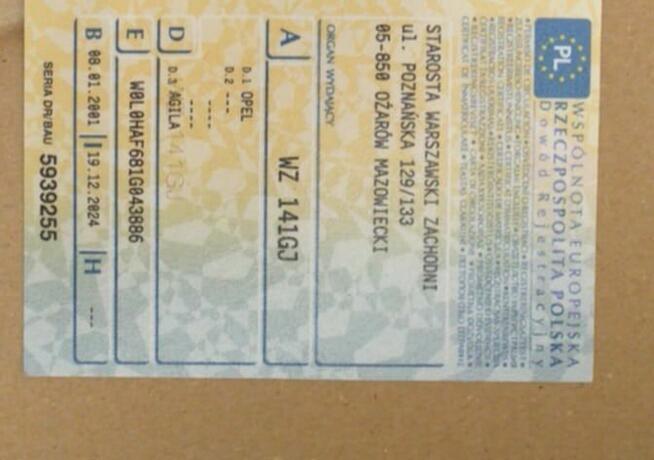 PL
WSPÓLNOTA EUROPEJSKA
RZECZPOSPOLITA POLSKA
Dowód Rejestracyjny
STAROSTA WARSZAWSKI ZACHODNI
ul. POZNAŃSKA 129/133
05-850 OŻARÓW MAZOWIECKI
ORGAN WYDAJĄCY
A WZ 141GJ
D.1 OPEL
D.2 ---
----
----
D D.3 AGILA
E W0L0HAF681G043886
B 08.01.2001 I 19.12.2024 H ---
SERIA DR/BAU 5939255